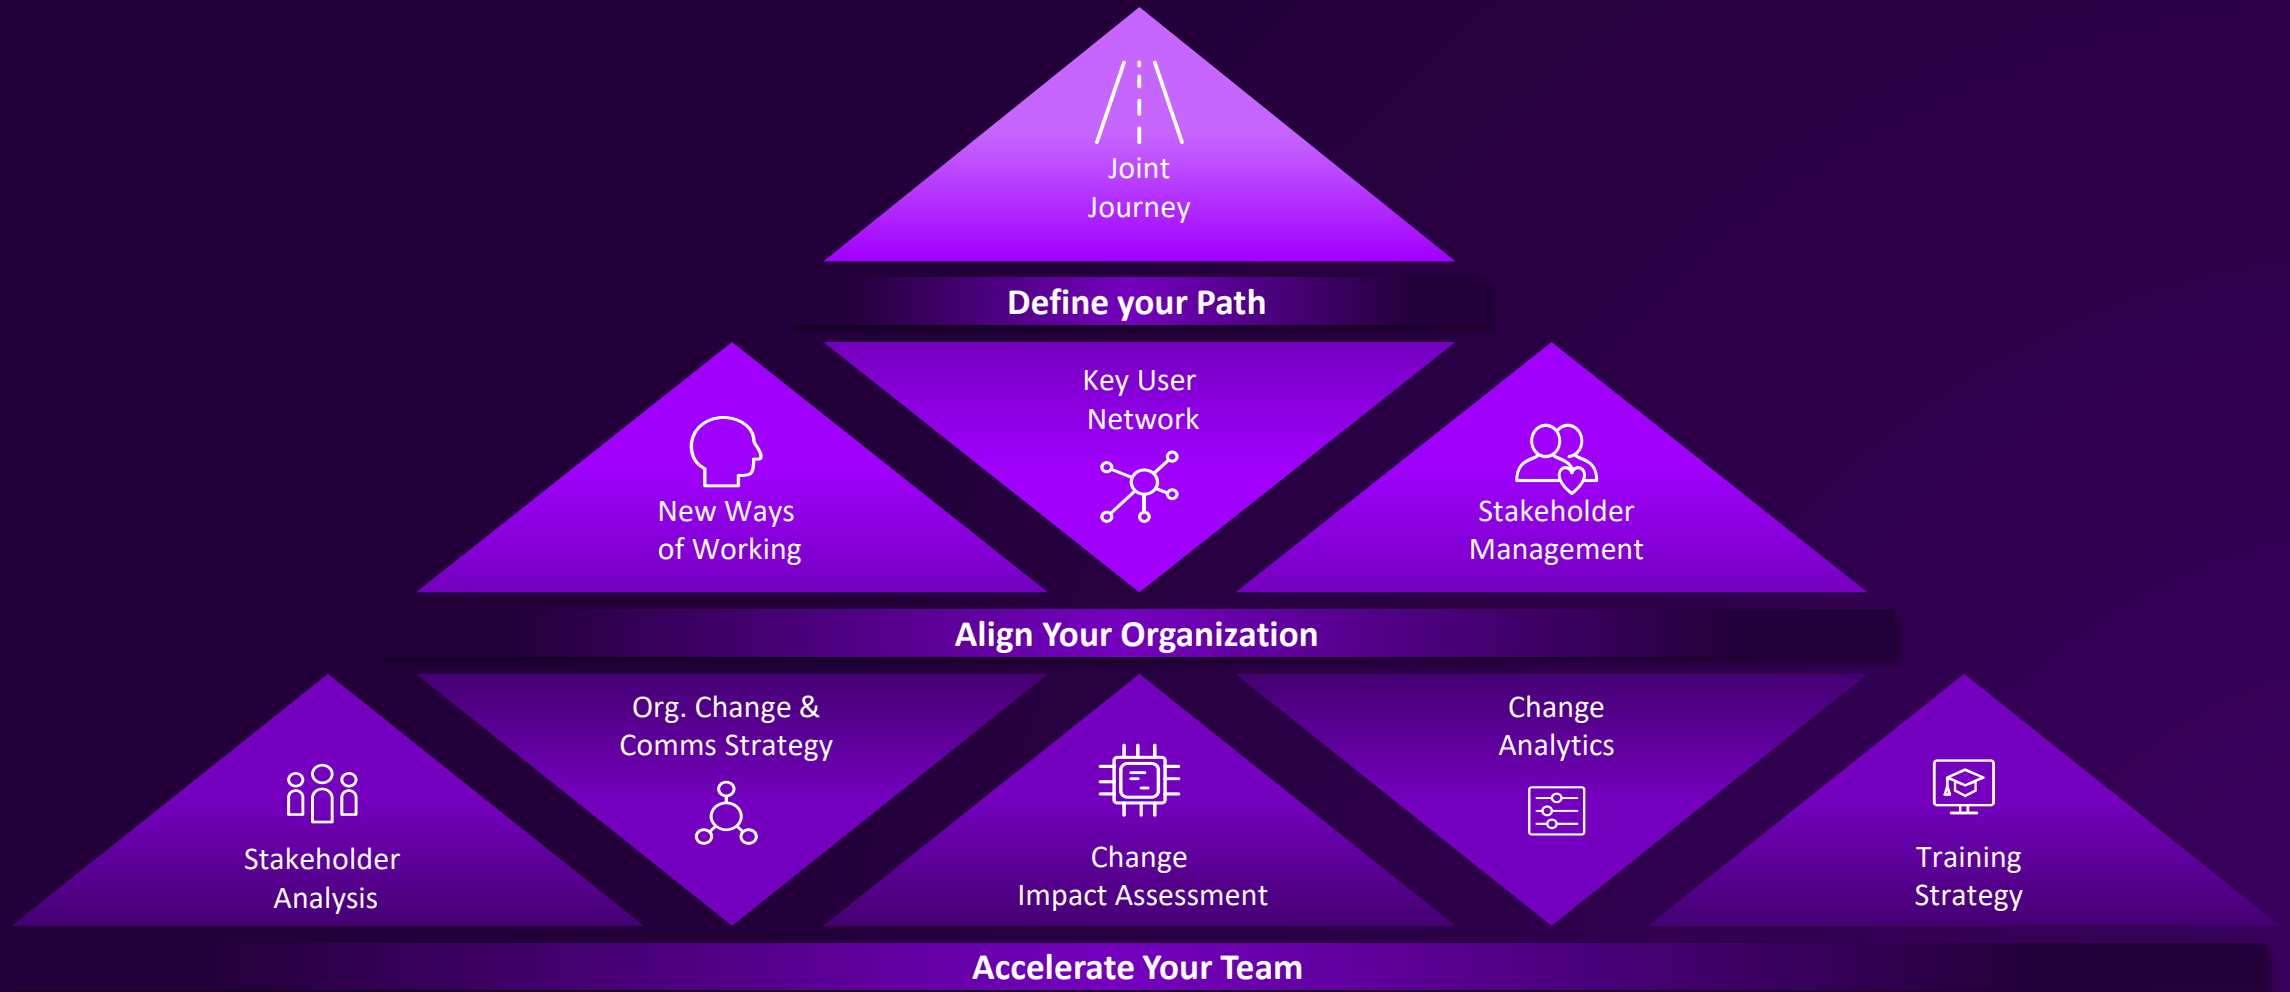 Joint
Journey
Define your Path
Key User
Network
New Ways
of Working
Stakeholder
Management
Align Your Organization
Org. Change &
Comms Strategy
Change
Analytics
Stakeholder
Analysis
Change
Impact Assessment
Training
Strategy
Accelerate Your Team